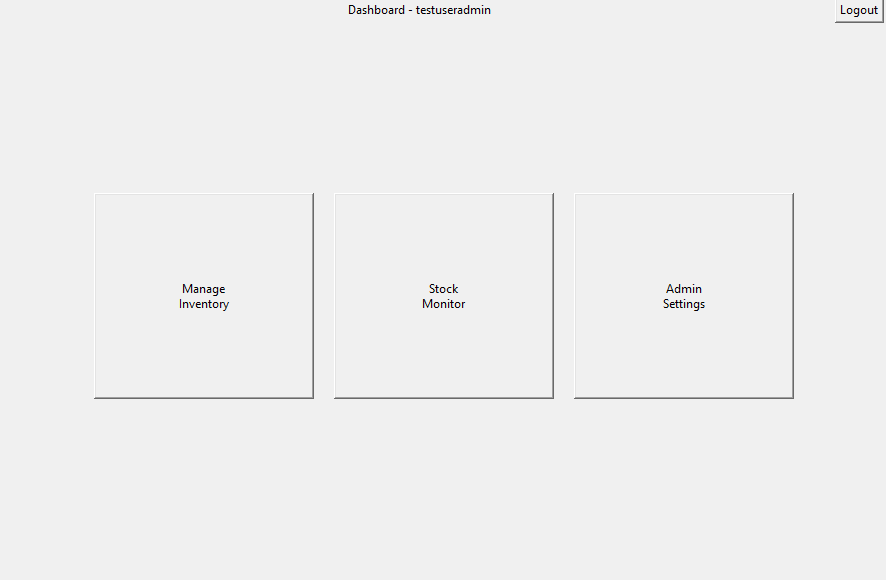 Dashboard - testuseradmin
Logout
Manage
Inventory
Stock
Monitor
Admin
Settings